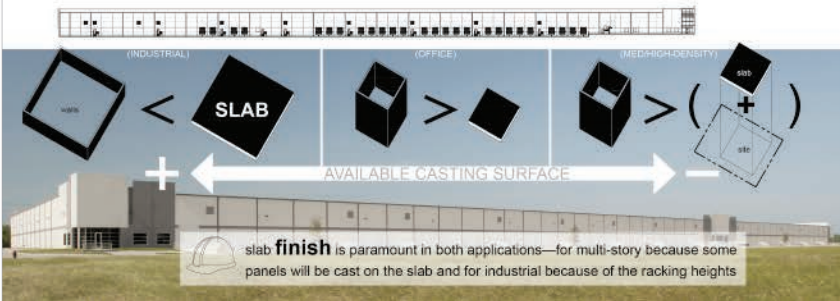 (INDUSTRIAL)
(OFFICE)
(MED/HIGH-DENSITY)
walls
<
SLAB
>
>
(
slab
+
site
)
+
AVAILABLE CASTING SURFACE
−
slab finish is paramount in both applications—for multi-story because some
panels will be cast on the slab and for industrial because of the racking heights